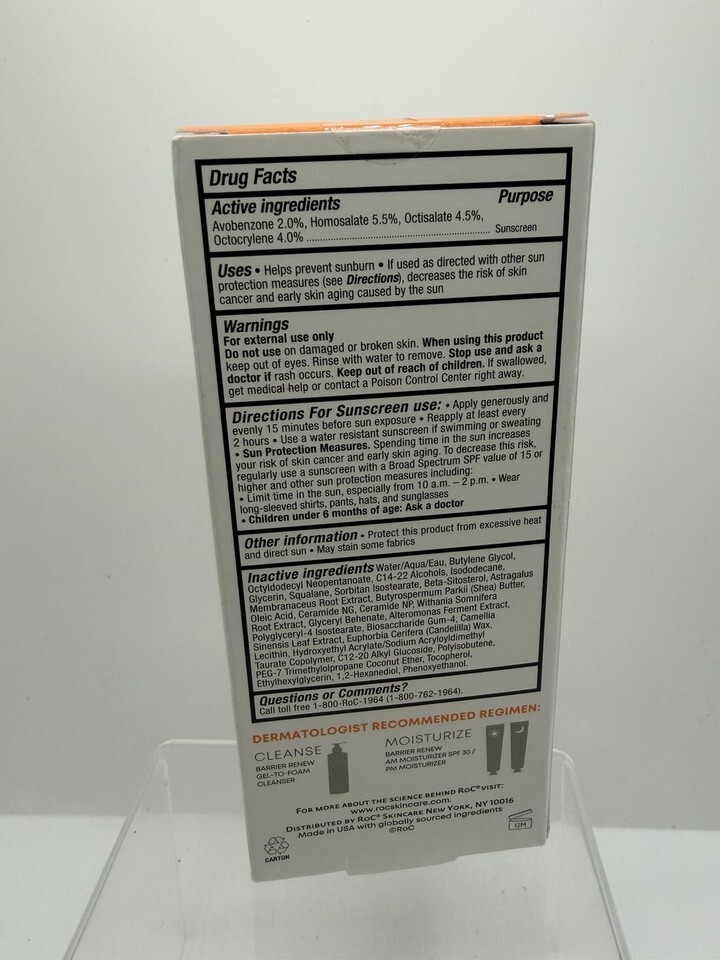 Drug Facts
Active ingredients Purpose
Avobenzone 2.0%, Homosalate 5.5%, Octisalate 4.5%,
Octocrylene 4.0% ........................................................ Sunscreen
Uses • Helps prevent sunburn • If used as directed with other sun
protection measures (see Directions), decreases the risk of skin
cancer and early skin aging caused by the sun
Warnings
For external use only
Do not use on damaged or broken skin. When using this product
keep out of eyes. Rinse with water to remove. Stop use and ask a
doctor if rash occurs. Keep out of reach of children. If swallowed,
get medical help or contact a Poison Control Center right away.
Directions For Sunscreen use: • Apply generously and
evenly 15 minutes before sun exposure • Reapply at least every
2 hours • Use a water resistant sunscreen if swimming or sweating
• Sun Protection Measures. Spending time in the sun increases
your risk of skin cancer and early skin aging. To decrease this risk,
regularly use a sunscreen with a Broad Spectrum SPF value of 15 or
higher and other sun protection measures including:
• Limit time in the sun, especially from 10 a.m. – 2 p.m. • Wear
long-sleeved shirts, pants, hats, and sunglasses
• Children under 6 months of age: Ask a doctor
Other information • Protect this product from excessive heat
and direct sun • May stain some fabrics
Inactive ingredients Water/Aqua/Eau, Butylene Glycol,
Octyldodecyl Neopentanoate, C14-22 Alcohols, Isododecane,
Glycerin, Squalane, Sorbitan Isostearate, Beta-Sitosterol, Astragalus
Membranaceus Root Extract, Butyrospermum Parkii (Shea) Butter,
Oleic Acid, Ceramide NG, Ceramide NP, Withania Somnifera
Root Extract, Glyceryl Behenate, Alteromonas Ferment Extract,
Polyglyceryl-4 Isostearate, Biosaccharide Gum-4, Camellia
Sinensis Leaf Extract, Euphorbia Cerifera (Candelilla) Wax,
Lecithin, Hydroxyethyl Acrylate/Sodium Acryloyldimethyl
Taurate Copolymer, C12-20 Alkyl Glucoside, Polyisobutene,
PEG-7 Trimethylolpropane Coconut Ether, Tocopherol,
Ethylhexylglycerin, 1,2-Hexanediol, Phenoxyethanol.
Questions or Comments?
Call toll free 1-800-RoC-1964 (1-800-762-1964).
DERMATOLOGIST RECOMMENDED REGIMEN:
CLEANSE
BARRIER RENEW
GEL-TO-FOAM
CLEANSER
MOISTURIZE
BARRIER RENEW
AM MOISTURIZER SPF 30 /
PM MOISTURIZER
FOR MORE ABOUT THE SCIENCE BEHIND ROC® VISIT:
www.rocskincare.com.
DISTRIBUTED BY ROC® SKINCARE NEW YORK, NY 10016
Made in USA with globally sourced ingredients
©RoC
12M
CARTON